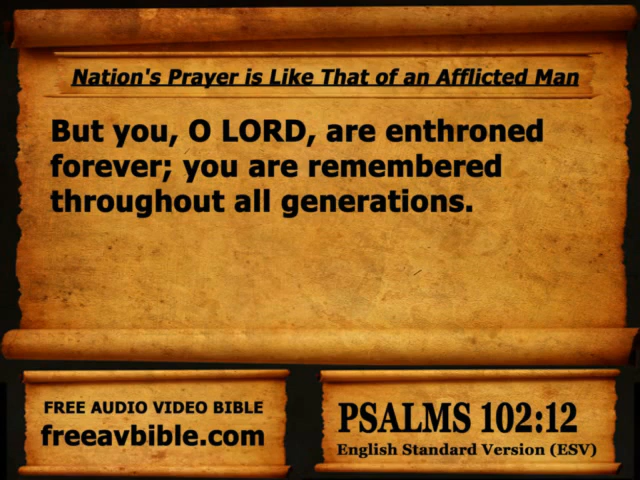 Nation's Prayer is Like That of an Afflicted Man
But you, O LORD, are enthroned
forever; you are remembered
throughout all generations.
FREE AUDIO VIDEO BIBLE
freeavbible.com
PSALMS 102:12
English Standard Version (ESV)